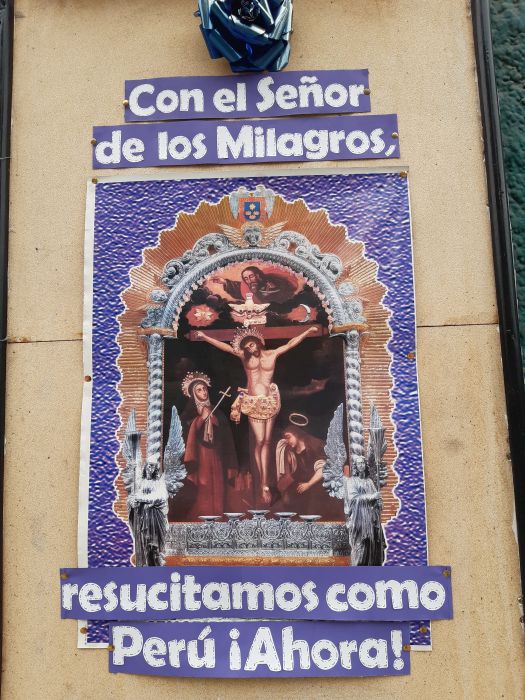 Con el Señor
de los Milagros,
resucitamos como
Perú ¡Ahora!